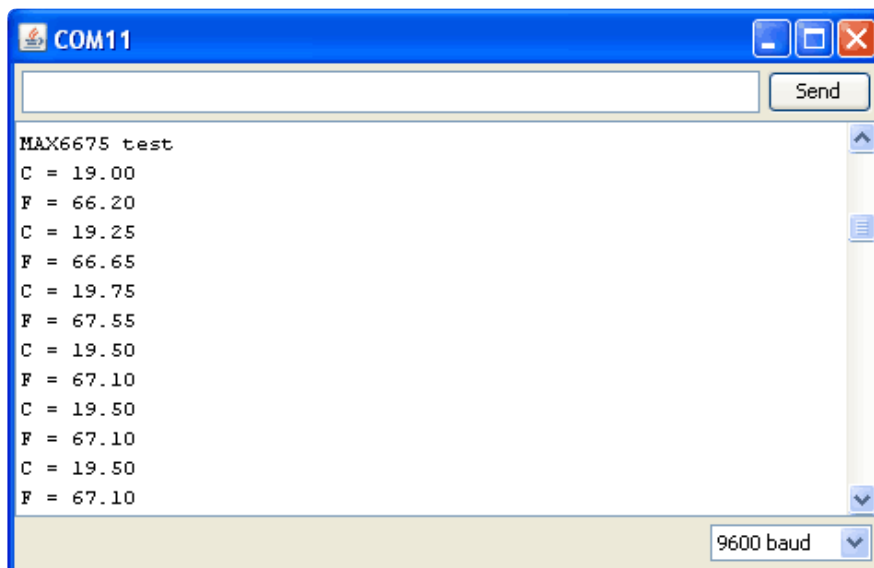 COM11
Send
MAX6675 test
C = 19.00
F = 66.20
C = 19.25
F = 66.65
C = 19.75
F = 67.55
C = 19.50
F = 67.10
C = 19.50
F = 67.10
C = 19.50
F = 67.10
9600 baud